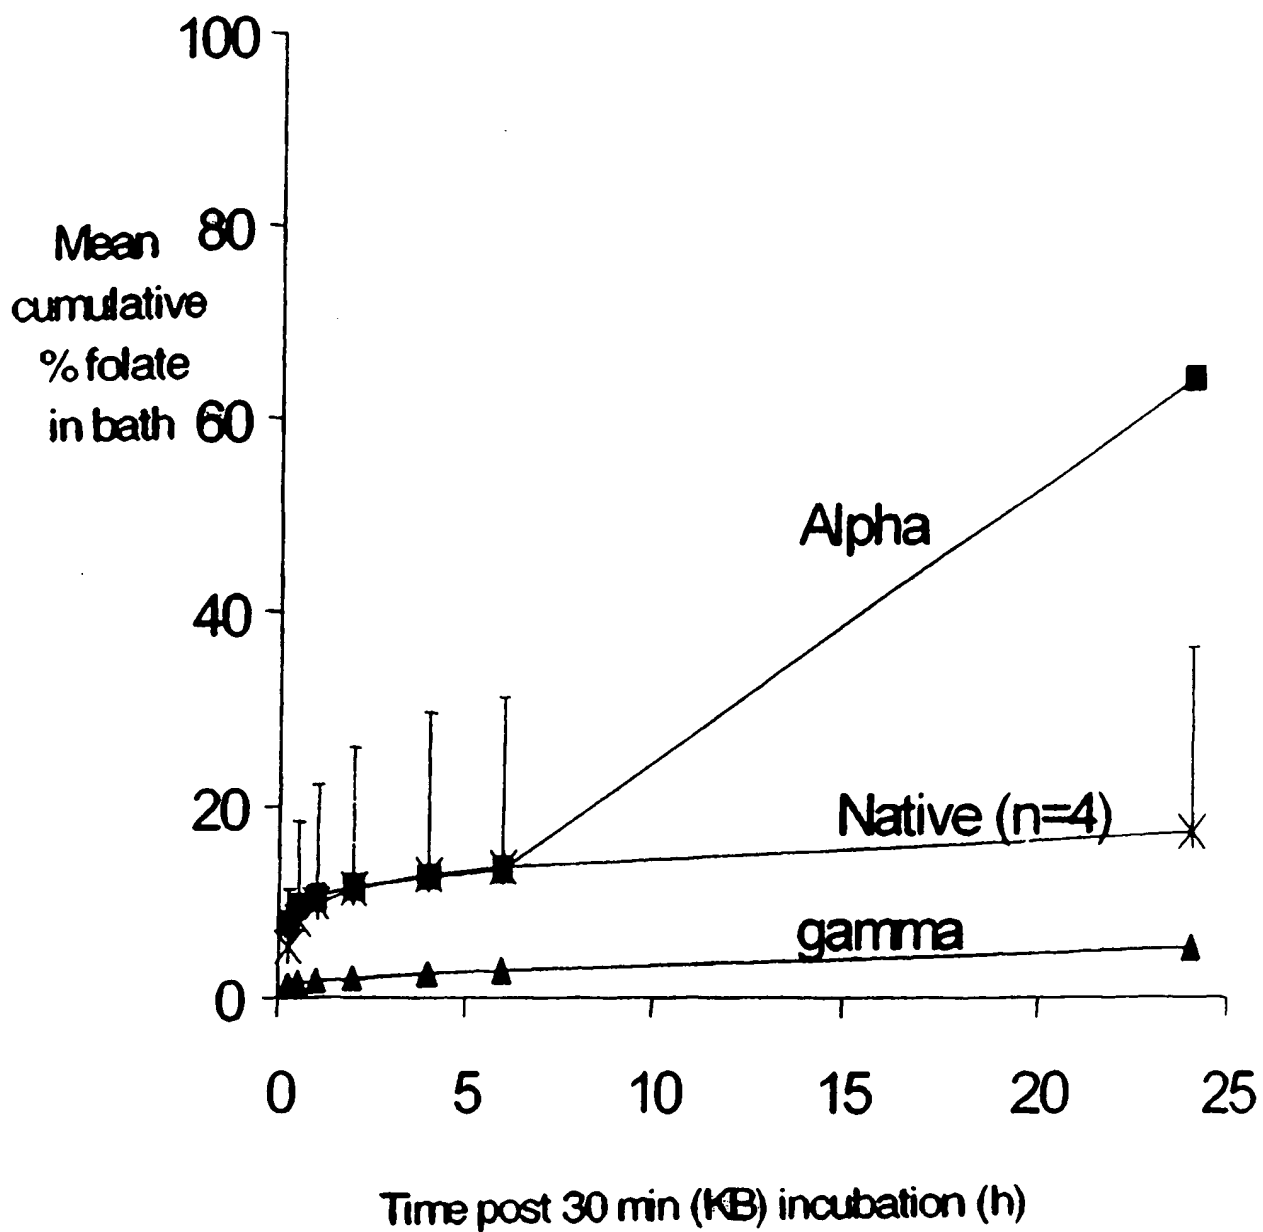 100
80
Mean
cumulative
% folate
in bath
60
40
20
0
Alpha
Native (n=4)
gamma
0 5 10 15 20 25
Time post 30 min (KB) incubation (h)